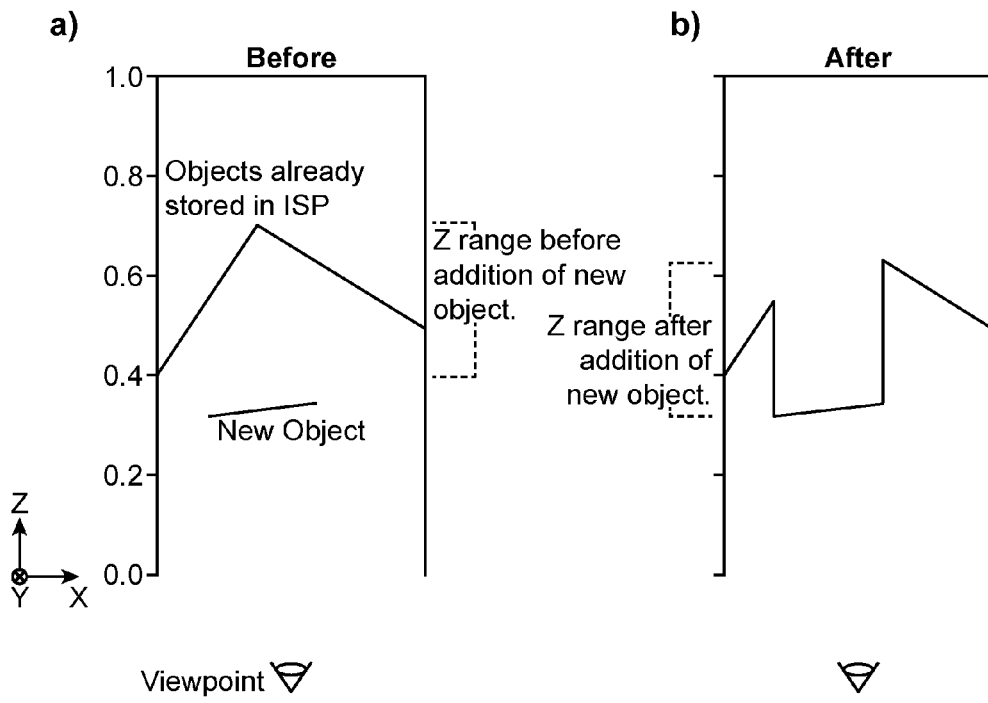 a)
Before
1.0
0.8
0.6
0.4
0.2
0.0
Objects already
stored in ISP
New Object
Z range before
addition of new
object.
Z
Y
X
Viewpoint
b)
After
Z range after
addition of
new object.